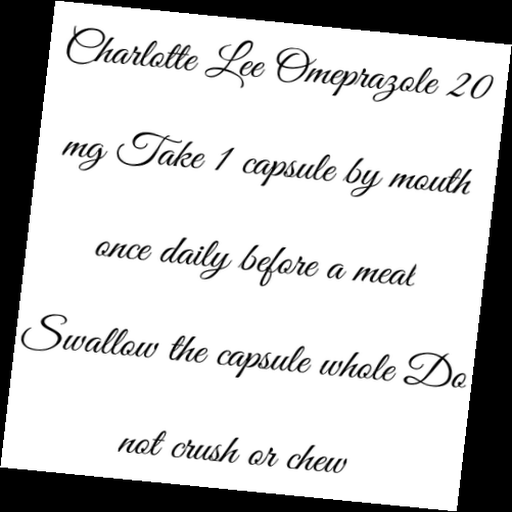 Charlotte Lee Omeprazole 20
mg Take 1 capsule by mouth
once daily before a meal
Swallow the capsule whole Do
not crush or chew